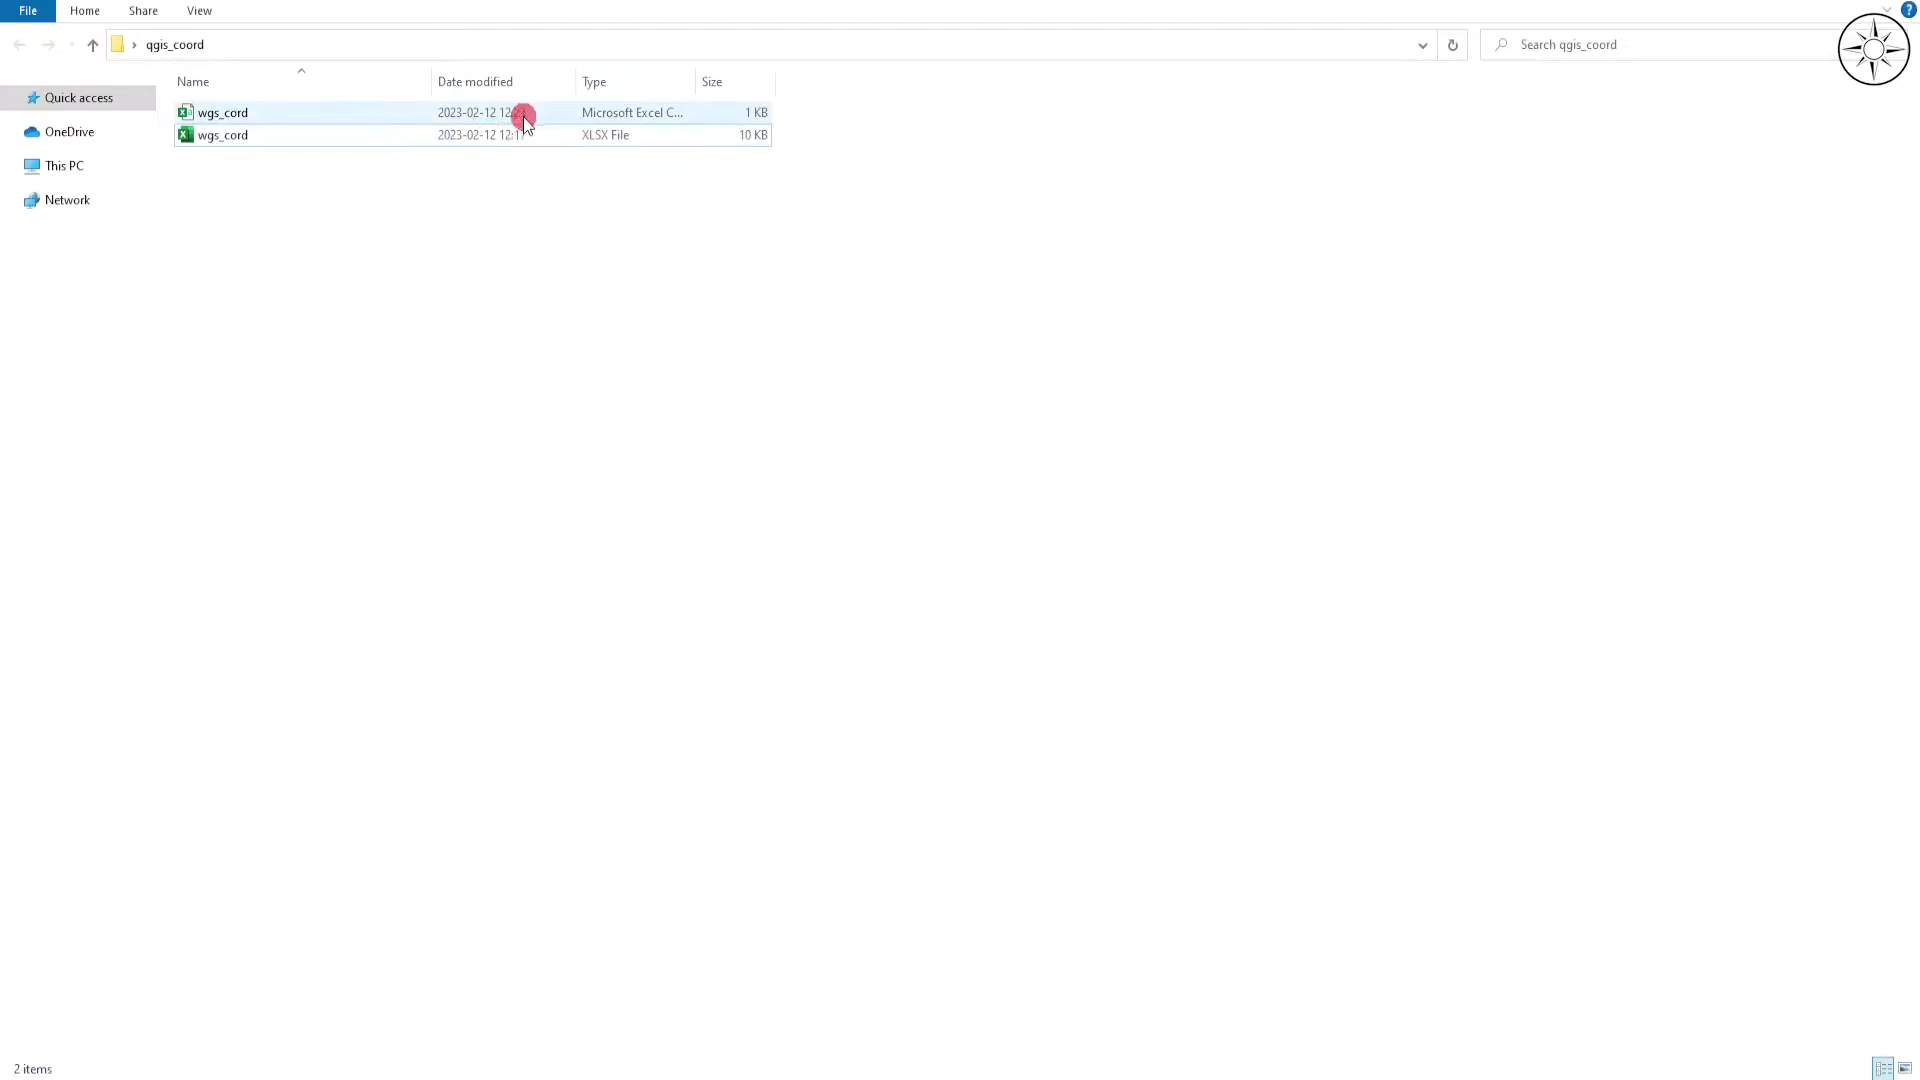 File Home Share View
qgis_coord
Search qgis_coord
Name Date modified Type Size
Quick access
wgs_cord 2023-02-12 Microsoft Excel C... 1 KB
OneDrive
wgs_cord 2023-02-12 XLSX File 10 KB
This PC
Network
2 items